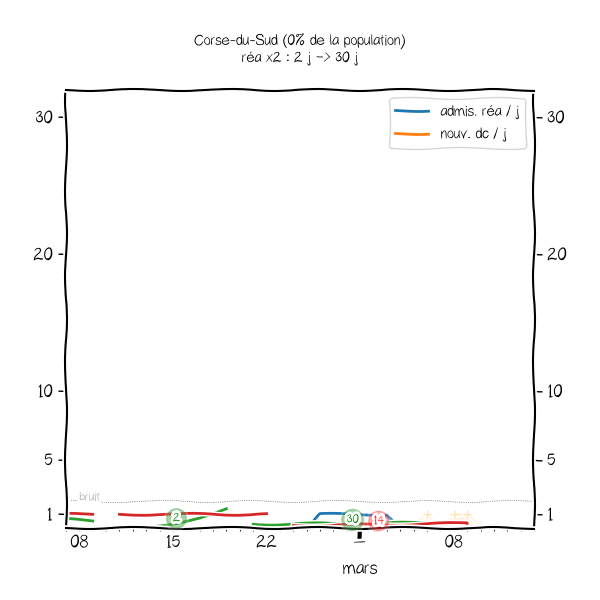 Corse-du-Sud (0% de la population)
réa x2 : 2 j -> 30 j
admis. réa / j
nouv. dc / j
30 30
20 20
10 10
5 5
... bruit
1 2 30 14 1
08 15 22 1 08
mars